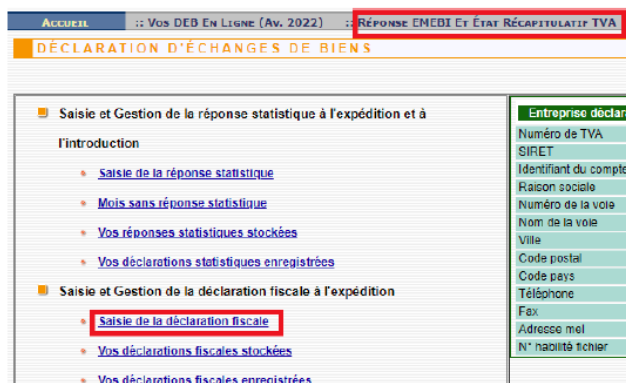 ACCUEIL :: VOS DEB EN LIGNE (AV. 2022) :: RÉPONSE EMEBI ET ÉTAT RÉCAPITULATIF TVA
DÉCLARATION D'ÉCHANGES DE BIENS
Saisie et Gestion de la réponse statistique à l'expédition et à
l'introduction
Saisie de la réponse statistique
Mois sans réponse statistique
Vos réponses statistiques stockées
Vos déclarations statistiques enregistrées
Saisie et Gestion de la déclaration fiscale à l'expédition
Saisie de la déclaration fiscale
Vos déclarations fiscales stockées
Vos déclarations fiscales enregistrées
Entreprise déclar
Numéro de TVA
SIRET
Identifiant du compte
Raison sociale
Numéro de la voie
Nom de la voie
Ville
Code postal
Code pays
Téléphone
Fax
Adresse mel
N° habilité fichier